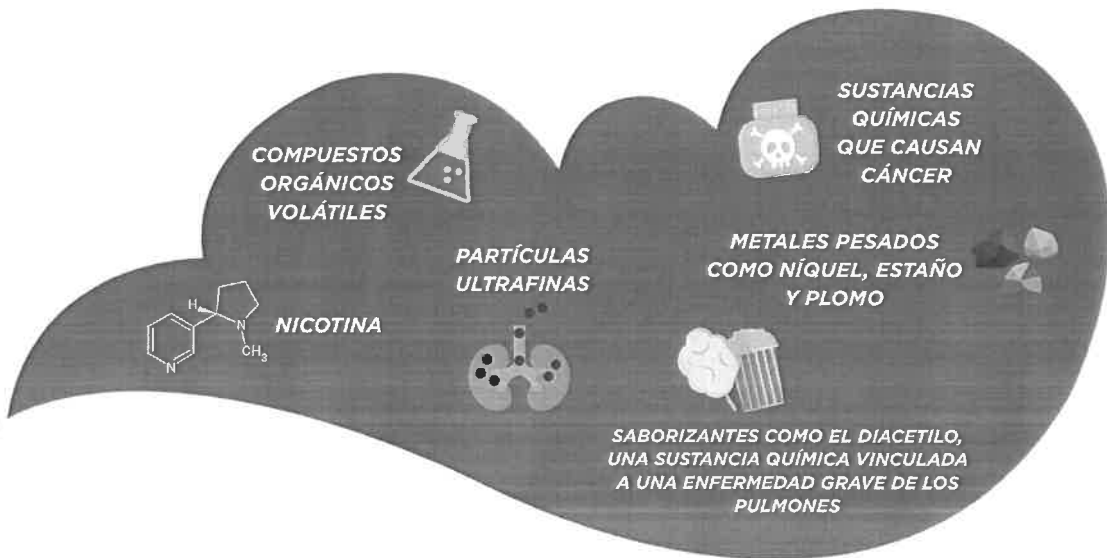 COMPUESTOS
ORGÁNICOS
VOLÁTILES
SUSTANCIAS
QUÍMICAS
QUE CAUSAN
CÁNCER
PARTÍCULAS
ULTRAFINAS
METALES PESADOS
COMO NÍQUEL, ESTAÑO
Y PLOMO
H
N
CH₃
N
NICOTINA
SABORIZANTES COMO EL DIACETILO,
UNA SUSTANCIA QUÍMICA VINCULADA
A UNA ENFERMEDAD GRAVE DE LOS
PULMONES